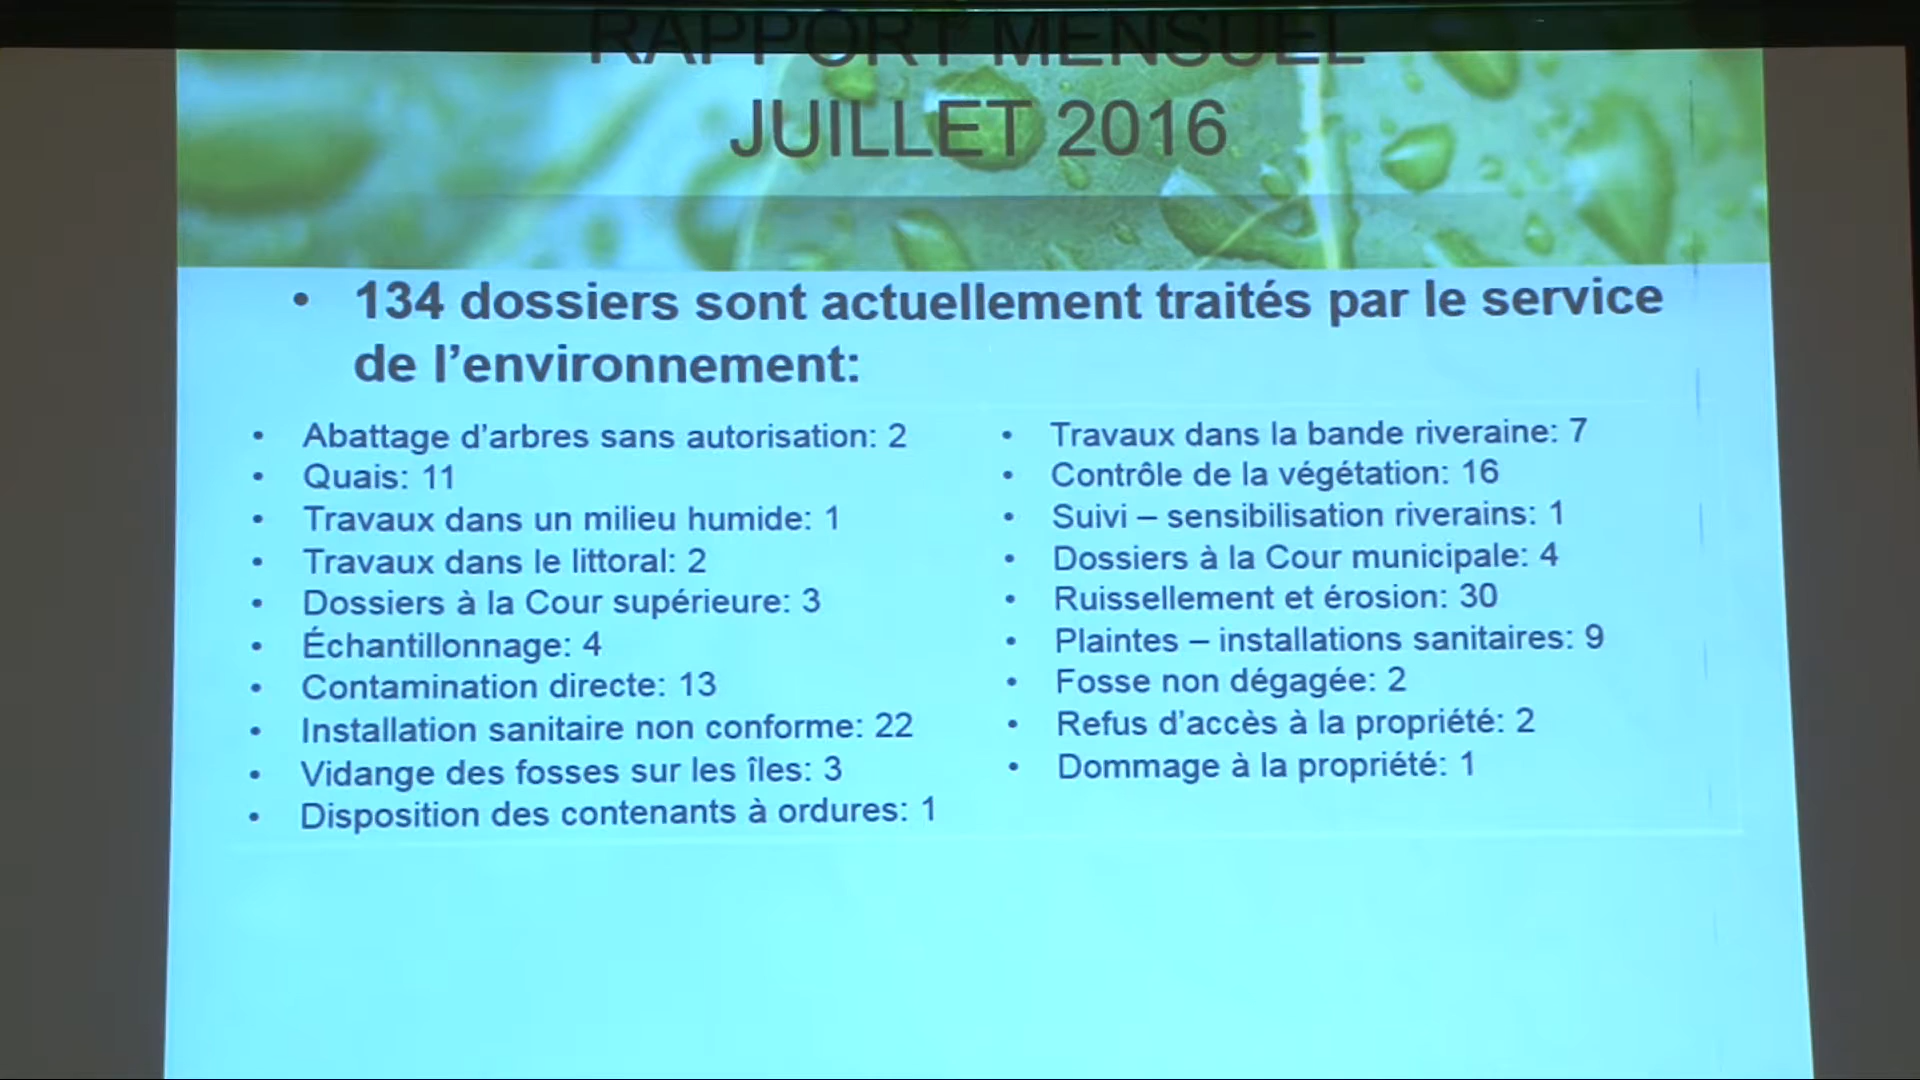 RAPPORT MENSUEL
JUILLET 2016
• 134 dossiers sont actuellement traités par le service
de l'environnement:
• Abattage d'arbres sans autorisation: 2
• Quais: 11
• Travaux dans un milieu humide: 1
• Travaux dans le littoral: 2
• Dossiers à la Cour supérieure: 3
• Échantillonnage: 4
• Contamination directe: 13
• Installation sanitaire non conforme: 22
• Vidange des fosses sur les îles: 3
• Disposition des contenants à ordures: 1
• Travaux dans la bande riveraine: 7
• Contrôle de la végétation: 16
• Suivi – sensibilisation riverains: 1
• Dossiers à la Cour municipale: 4
• Ruissellement et érosion: 30
• Plaintes – installations sanitaires: 9
• Fosse non dégagée: 2
• Refus d'accès à la propriété: 2
• Dommage à la propriété: 1